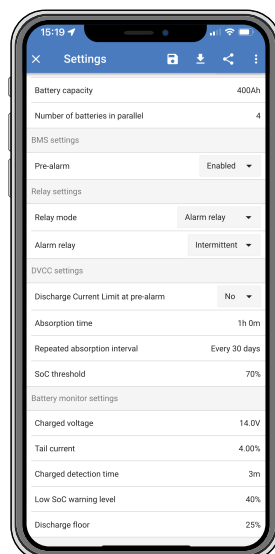 15:19
Settings
Battery capacity 400Ah
Number of batteries in parallel 4
BMS settings
Pre-alarm Enabled
Relay settings
Relay mode Alarm relay
Alarm relay Intermittent
DVCC settings
Discharge Current Limit at pre-alarm No
Absorption time 1h 0m
Repeated absorption interval Every 30 days
SoC threshold 70%
Battery monitor settings
Charged voltage 14.0V
Tail current 4.00%
Charged detection time 3m
Low SoC warning level 40%
Discharge floor 25%